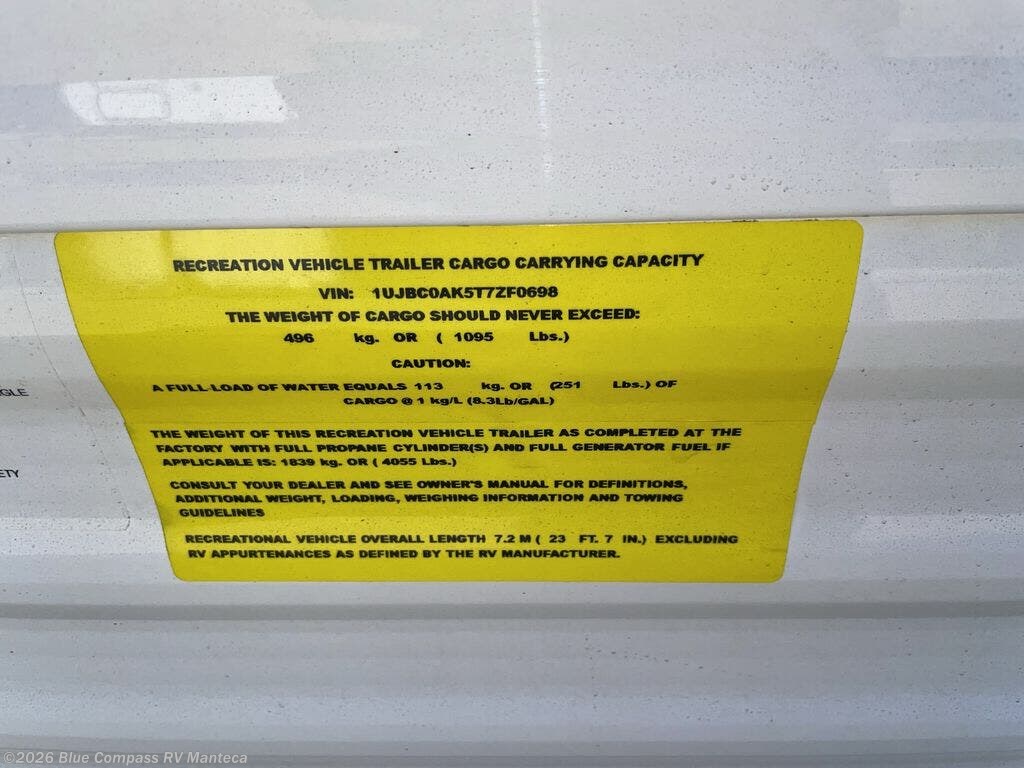 RECREATION VEHICLE TRAILER CARGO CARRYING CAPACITY
VIN: 1UJBC0AK5T7ZF0698
THE WEIGHT OF CARGO SHOULD NEVER EXCEED:
496 kg. OR ( 1095 Lbs.)
CAUTION:
A FULL LOAD OF WATER EQUALS 113 kg. OR (251 Lbs.) OF
CARGO @ 1 kg/L (8.3Lb/GAL)
GLE
THE WEIGHT OF THIS RECREATION VEHICLE TRAILER AS COMPLETED AT THE
FACTORY WITH FULL PROPANE CYLINDER(S) AND FULL GENERATOR FUEL IF
APPLICABLE IS: 1839 kg. OR ( 4055 Lbs.)
ETY
CONSULT YOUR DEALER AND SEE OWNER'S MANUAL FOR DEFINITIONS,
ADDITIONAL WEIGHT, LOADING, WEIGHING INFORMATION AND TOWING
GUIDELINES
RECREATIONAL VEHICLE OVERALL LENGTH 7.2 M ( 23 FT. 7 IN.) EXCLUDING
RV APPURTENANCES AS DEFINED BY THE RV MANUFACTURER.
©2026 Blue Compass RV Manteca